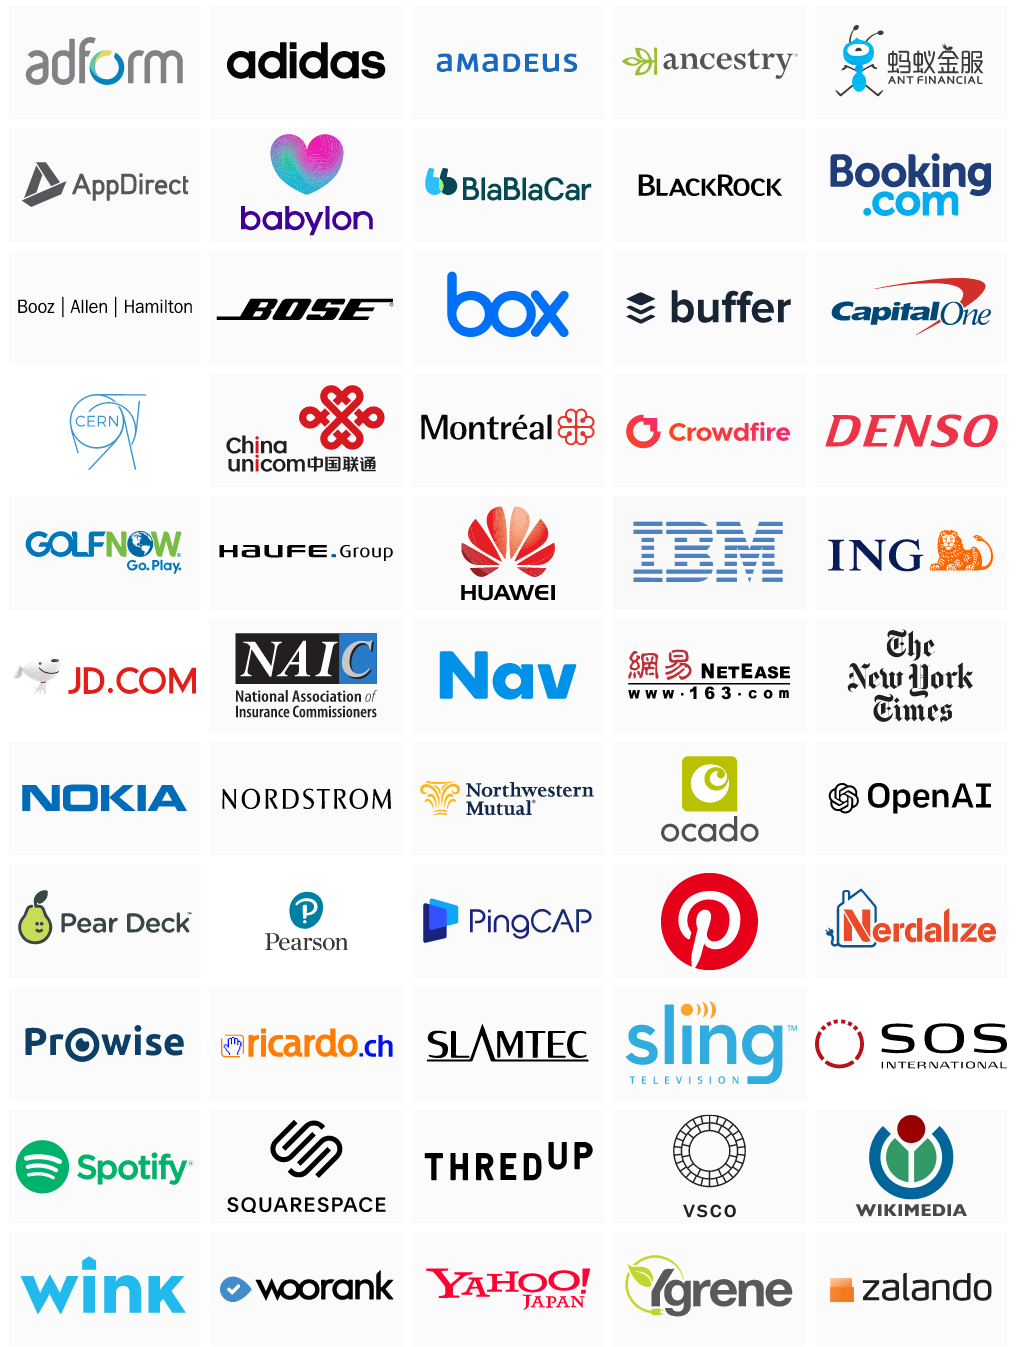 adform
adidas
amadeus
ancestry®
蚂蚁金服
ANT FINANCIAL
AppDirect
babylon
BlaBlaCar
BLACKROCK
Booking
.com
Booz | Allen | Hamilton
BOSE®
box
buffer
Capital One
CERN
China
unicom中国联通
Montréal
Crowdfire
DENSO
GOLFNOW®
Go. Play.
HAUFE.Group
HUAWEI
IBM
ING
JD.COM
NAIC
National Association of
Insurance Commissioners
Nav
網易 NETEASE
www.163.com
The
New York
Times
NOKIA
NORDSTROM
Northwestern
Mutual®
ocado
OpenAI
Pear Deck™
Pearson
PingCAP
P
Nerdalize
Prowise
ricardo.ch
SLAMTEC
sling™
TELEVISION
SOS
INTERNATIONAL
Spotify®
SQUARESPACE
THREDUP
VSCO
WIKIMEDIA
wink
woorank
YAHOO!
JAPAN
Ygrene
zalando